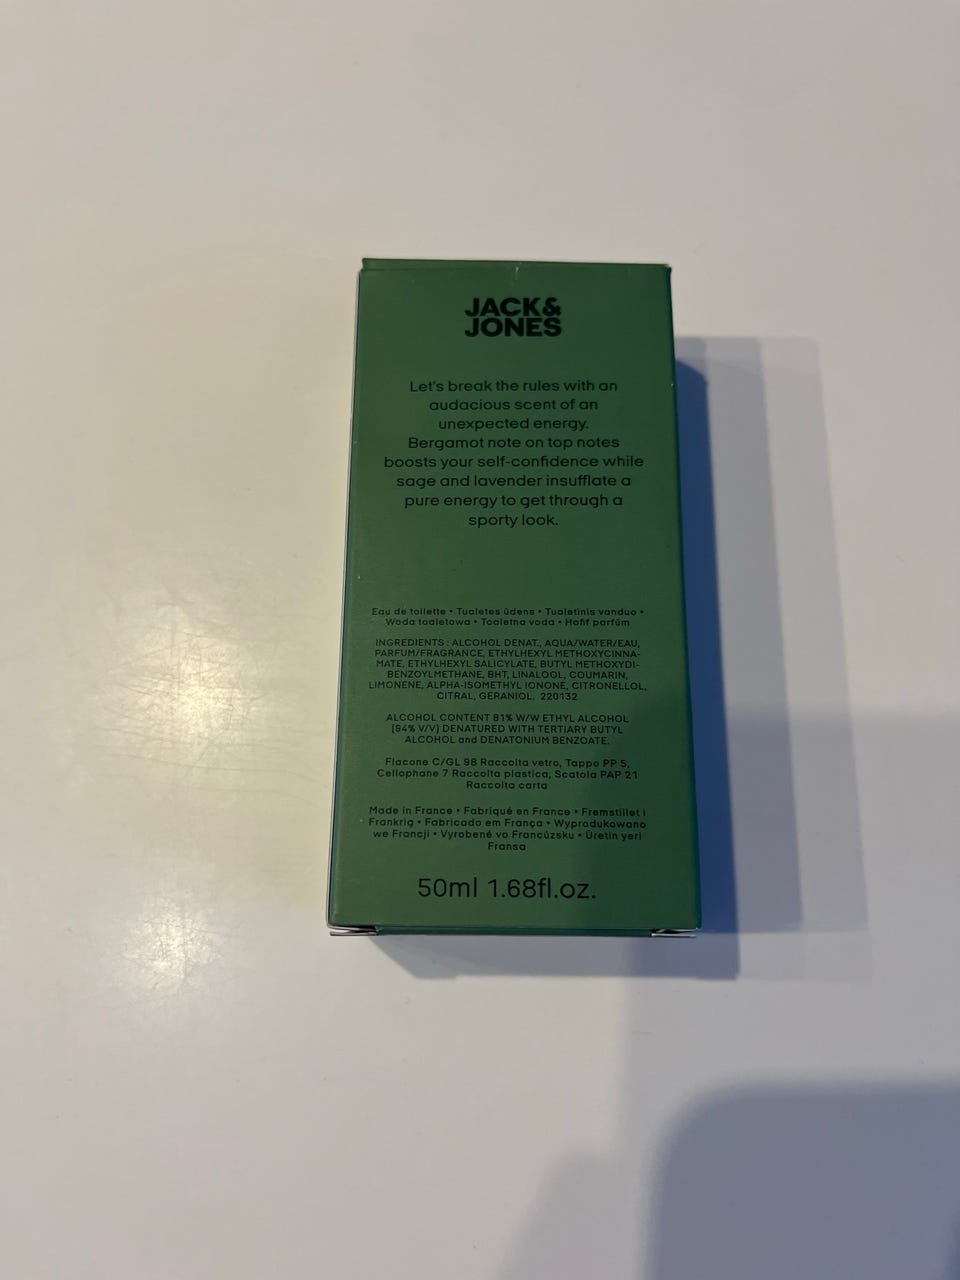 JACK&
JONES
Let's break the rules with an
audacious scent of an
unexpected energy.
Bergamot note on top notes
boosts your self-confidence while
sage and lavender insufflate a
pure energy to get through a
sporty look.
Eau de toilette • Tualetes ūdens • Tualetinis vanduo •
Woda toaletowa • Toaletna voda • Hafif parfüm
INGREDIENTS : ALCOHOL DENAT., AQUA/WATER/EAU,
PARFUM/FRAGRANCE, ETHYLHEXYL METHOXYCINNA-
MATE, ETHYLHEXYL SALICYLATE, BUTYL METHOXYDI-
BENZOYLMETHANE, BHT, LINALOOL, COUMARIN,
LIMONENE, ALPHA-ISOMETHYL IONONE, CITRONELLOL,
CITRAL, GERANIOL. 220132
ALCOHOL CONTENT 81% W/W ETHYL ALCOHOL
(94% V/V) DENATURED WITH TERTIARY BUTYL
ALCOHOL and DENATONIUM BENZOATE.
Flacone C/GL 98 Raccolta vetro, Tappo PP 5,
Cellophane 7 Raccolta plastica, Scatola PAP 21
Raccolta carta
Made in France • Fabriqué en France • Fremstillet i
Frankrig • Fabricado em França • Wyprodukowano
we Francji • Vyrobené vo Francúzsku • Üretin yeri
Fransa
50ml 1.68fl.oz.